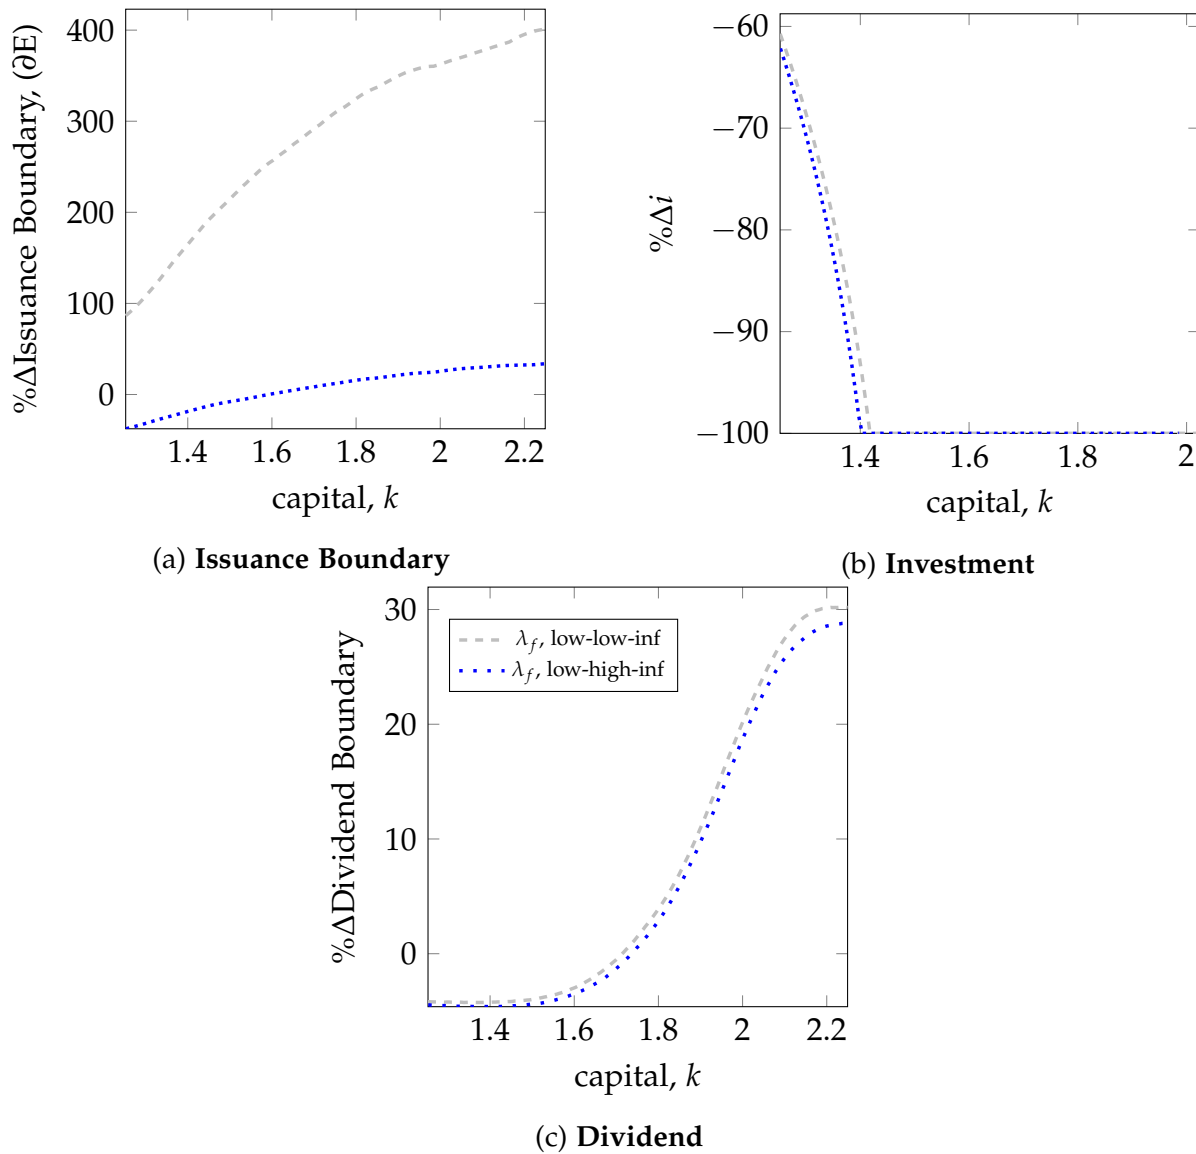 400
300
200
100
0
1.4 1.6 1.8 2 2.2
%ΔIssuance Boundary, (∂E)
capital, k
(a) Issuance Boundary
−60
−70
−80
−90
−100
1.4 1.6 1.8 2
%Δi
capital, k
(b) Investment
30
20
10
0
1.4 1.6 1.8 2 2.2
%ΔDividend Boundary
λf, low-low-inf
λf, low-high-inf
capital, k
(c) Dividend